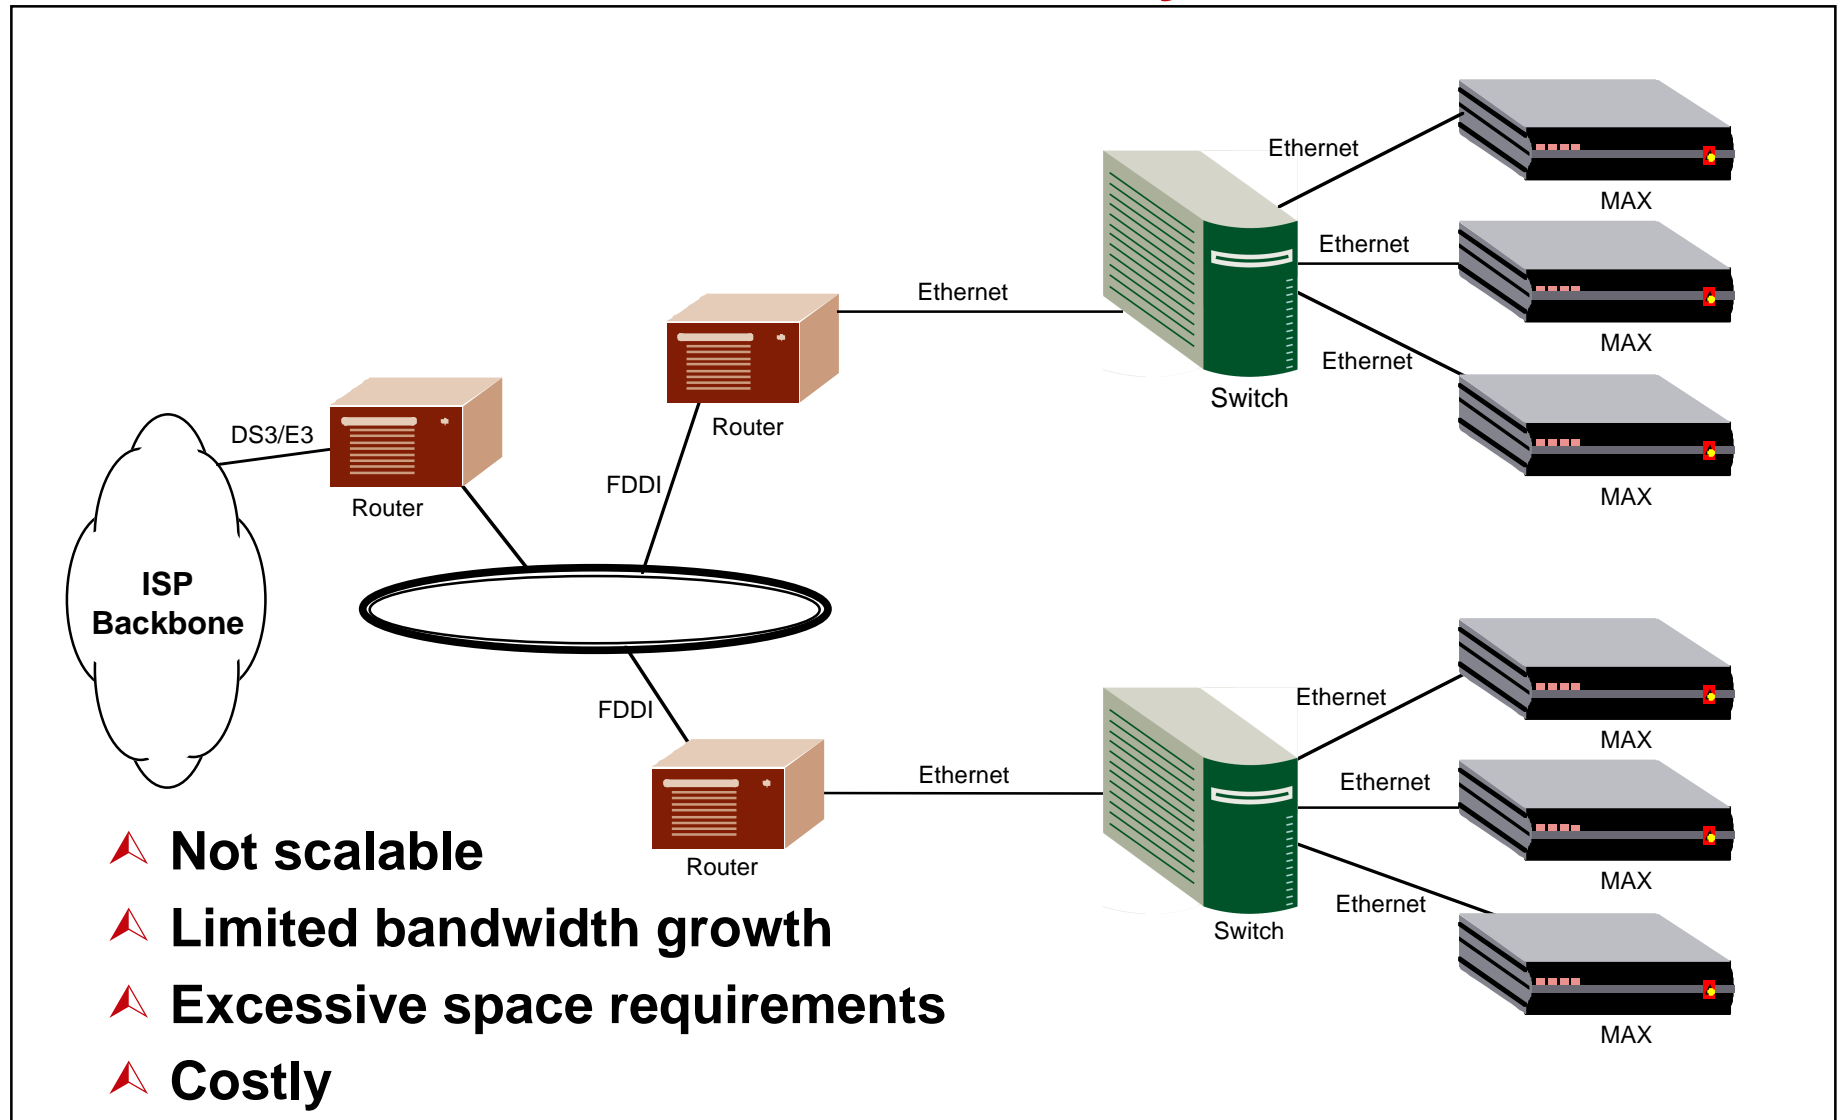 Ethernet
MAX
Ethernet
MAX
Ethernet
MAX
Ethernet
Switch
Router
DS3/E3
Router
FDDI
ISP
Backbone
FDDI
Router
Ethernet
Ethernet
MAX
Ethernet
MAX
Ethernet
MAX
Switch
Not scalable
Limited bandwidth growth
Excessive space requirements
Costly